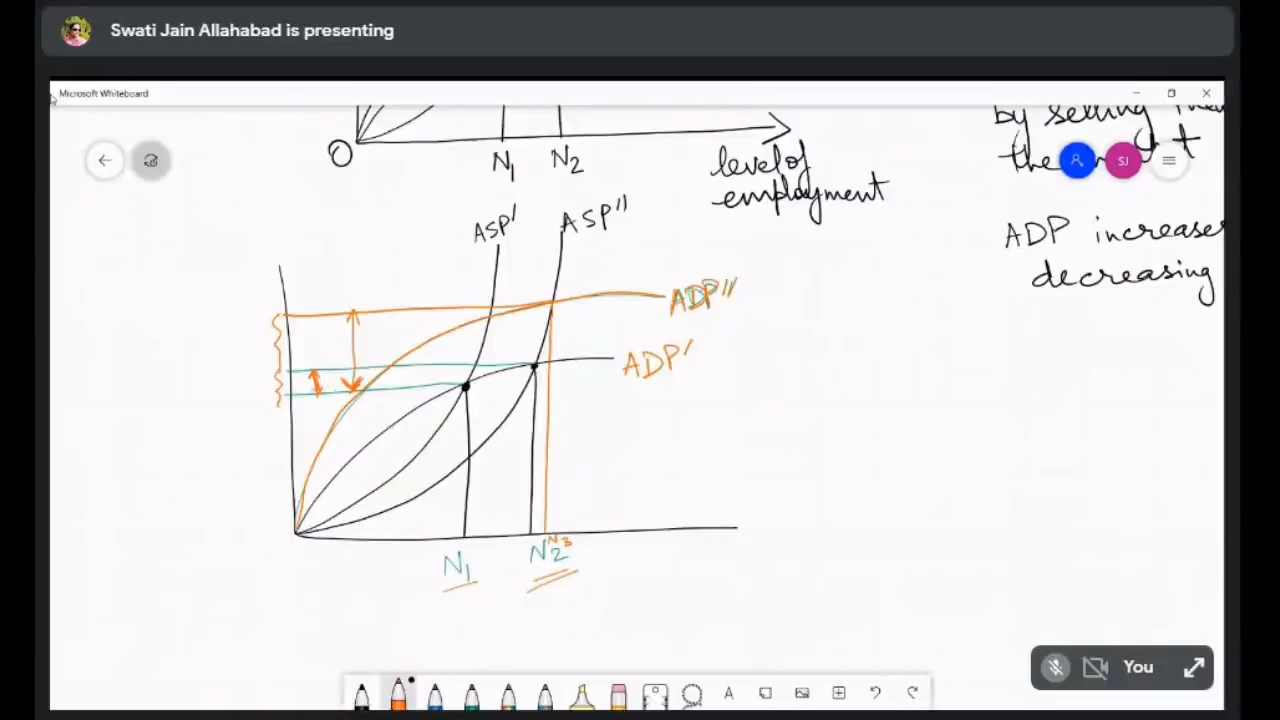 Swati Jain Allahabad is presenting
Microsoft Whiteboard
by selling
the
SJ
O
N1 N2
level of
employment
ASP' ASP"
ADP increases
decreasing
ADP"
ADP'
N1 N2 N3
You
A